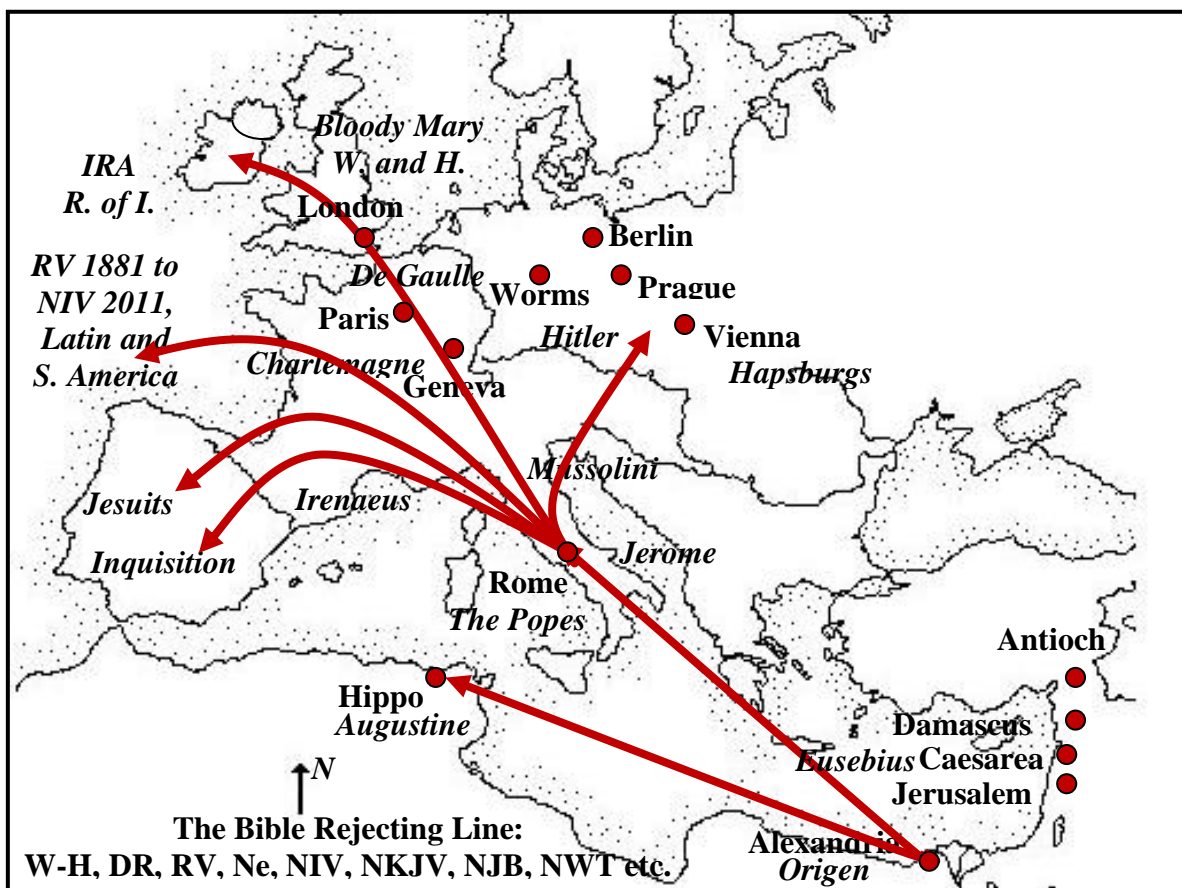 Bloody Mary
W. and H.
IRA
R. of I.
London
RV 1881 to
NIV 2011,
Latin and
S. America
De Gaulle
Berlin
Worms
Prague
Paris
Hitler
Vienna
Charlemagne
Geneva
Hapsburgs
Mussolini
Jesuits
Irenaeus
Inquisition
Jerome
Rome
The Popes
Antioch
Hippo
Augustine
Damascus
Eusebius
Caesarea
Jerusalem
N
The Bible Rejecting Line:
W-H, DR, RV, Ne, NIV, NKJV, NJB, NWT etc.
Alexandria
Origen